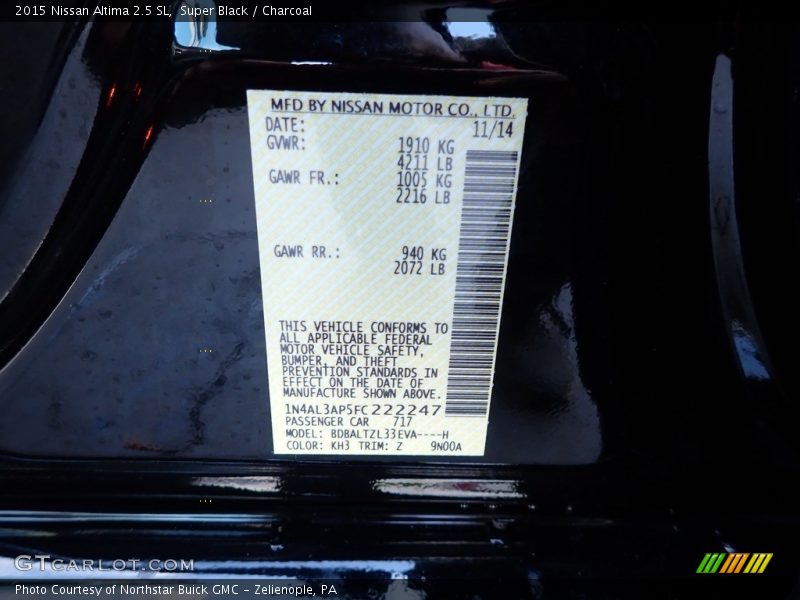 2015 Nissan Altima 2.5 SL, Super Black / Charcoal
MFD BY NISSAN MOTOR CO., LTD.
DATE: 11/14
GVWR: 1910 KG
4211 LB
GAWR FR.: 1005 KG
2216 LB
GAWR RR.: 940 KG
2072 LB
THIS VEHICLE CONFORMS TO
ALL APPLICABLE FEDERAL
MOTOR VEHICLE SAFETY,
BUMPER, AND THEFT
PREVENTION STANDARDS IN
EFFECT ON THE DATE OF
MANUFACTURE SHOWN ABOVE.
1N4AL3AP5FC222247
PASSENGER CAR 717
MODEL: BDBALTZL33EVA----H
COLOR: KH3 TRIM: Z 9N00A
GTCARLOT.COM
Photo Courtesy of Northstar Buick GMC - Zelienople, PA